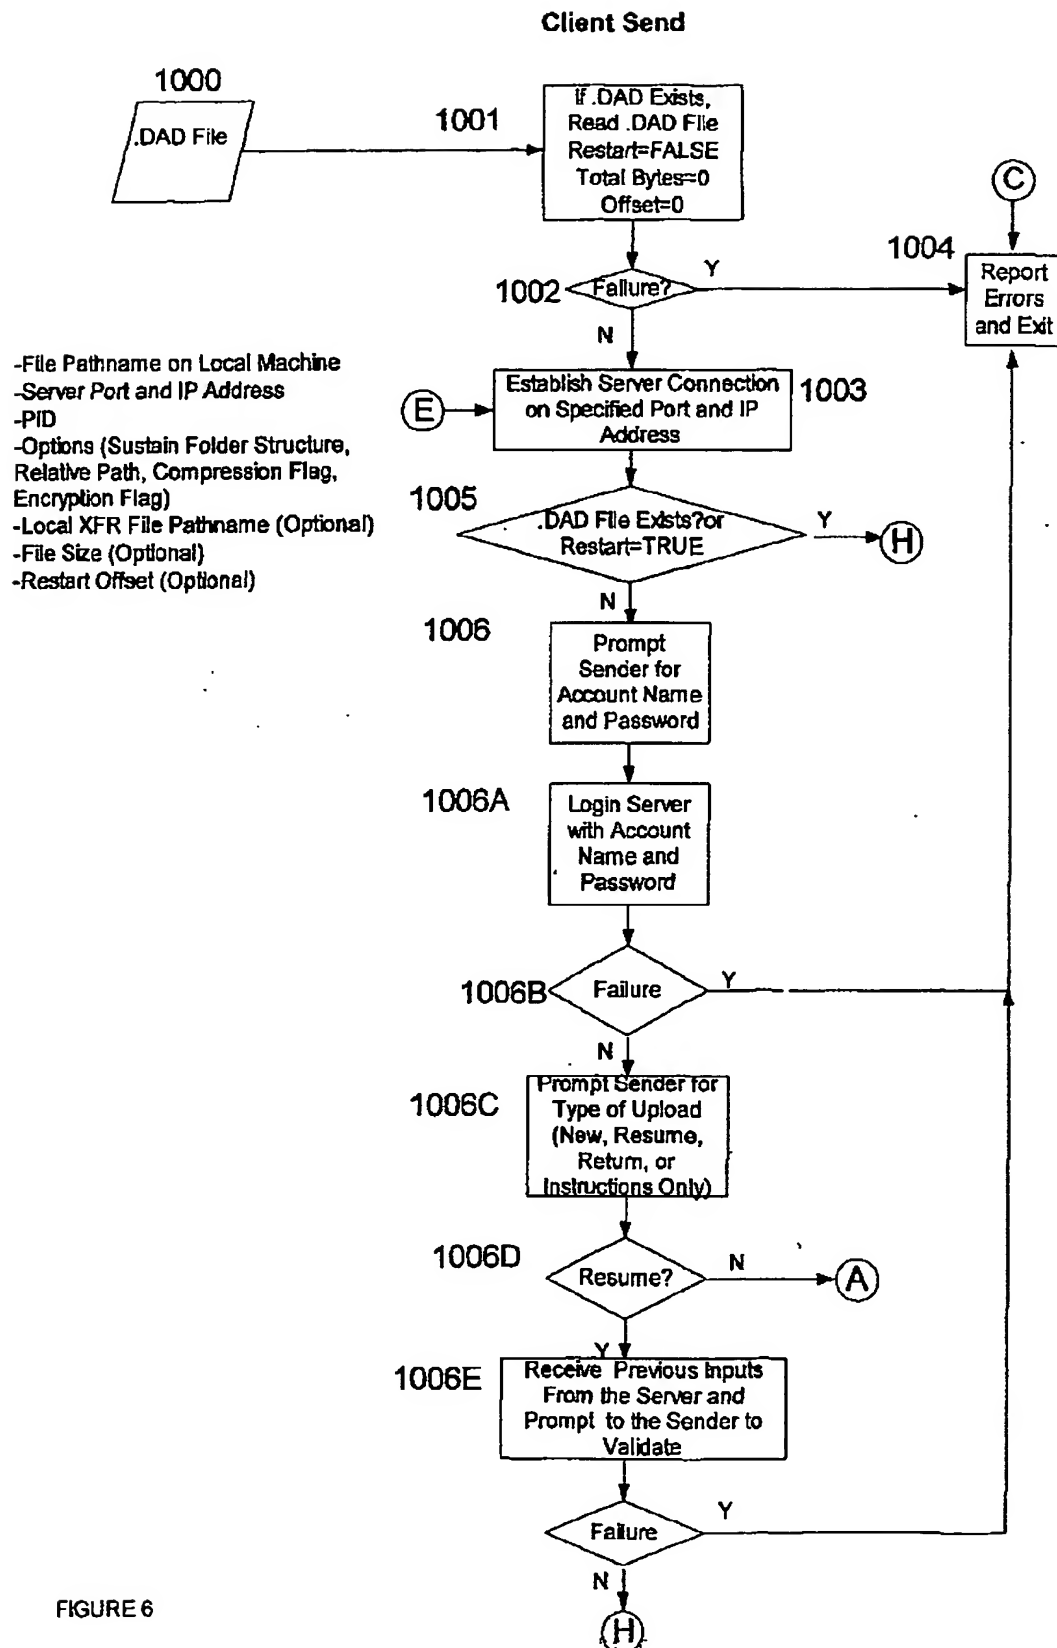 Client Send
1000
.DAD File
1001
If .DAD Exists,
Read .DAD File
Restart=FALSE
Total Bytes=0
Offset=0
C
1002
Failure?
Y
N
1004
Report
Errors
and Exit
-File Pathname on Local Machine
-Server Port and IP Address
-PID
-Options (Sustain Folder Structure,
Relative Path, Compression Flag,
Encryption Flag)
-Local XFR File Pathname (Optional)
-File Size (Optional)
-Restart Offset (Optional)
E
Establish Server Connection
on Specified Port and IP
Address
1003
1005
.DAD File Exists?or
Restart=TRUE
Y
H
N
1006
Prompt
Sender for
Account Name
and Password
1006A
Login Server
with Account
Name and
Password
1006B
Failure
Y
N
1006C
Prompt Sender for
Type of Upload
(New, Resume,
Return, or
Instructions Only)
1006D
Resume?
N
A
Y
1006E
Receive Previous Inputs
From the Server and
Prompt to the Sender to
Validate
Failure
Y
N
H
FIGURE 6